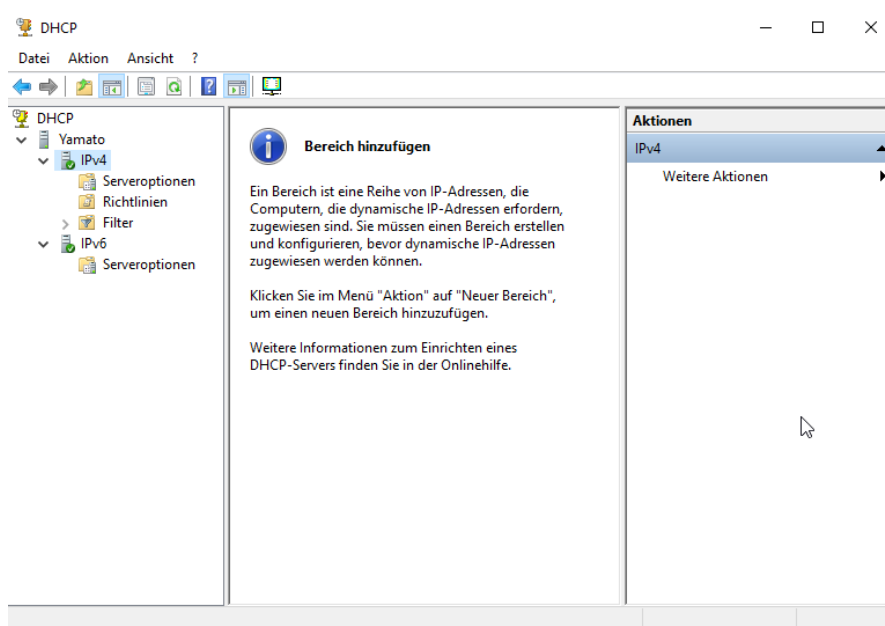 DHCP
Datei Aktion Ansicht ?
DHCP
Yamato
IPv4
Serveroptionen
Richtlinien
Filter
IPv6
Serveroptionen
Bereich hinzufügen
Ein Bereich ist eine Reihe von IP-Adressen, die
Computern, die dynamische IP-Adressen erfordern,
zugewiesen sind. Sie müssen einen Bereich erstellen
und konfigurieren, bevor dynamische IP-Adressen
zugewiesen werden können.
Klicken Sie im Menü "Aktion" auf "Neuer Bereich",
um einen neuen Bereich hinzuzufügen.
Weitere Informationen zum Einrichten eines
DHCP-Servers finden Sie in der Onlinehilfe.
Aktionen
IPv4
Weitere Aktionen